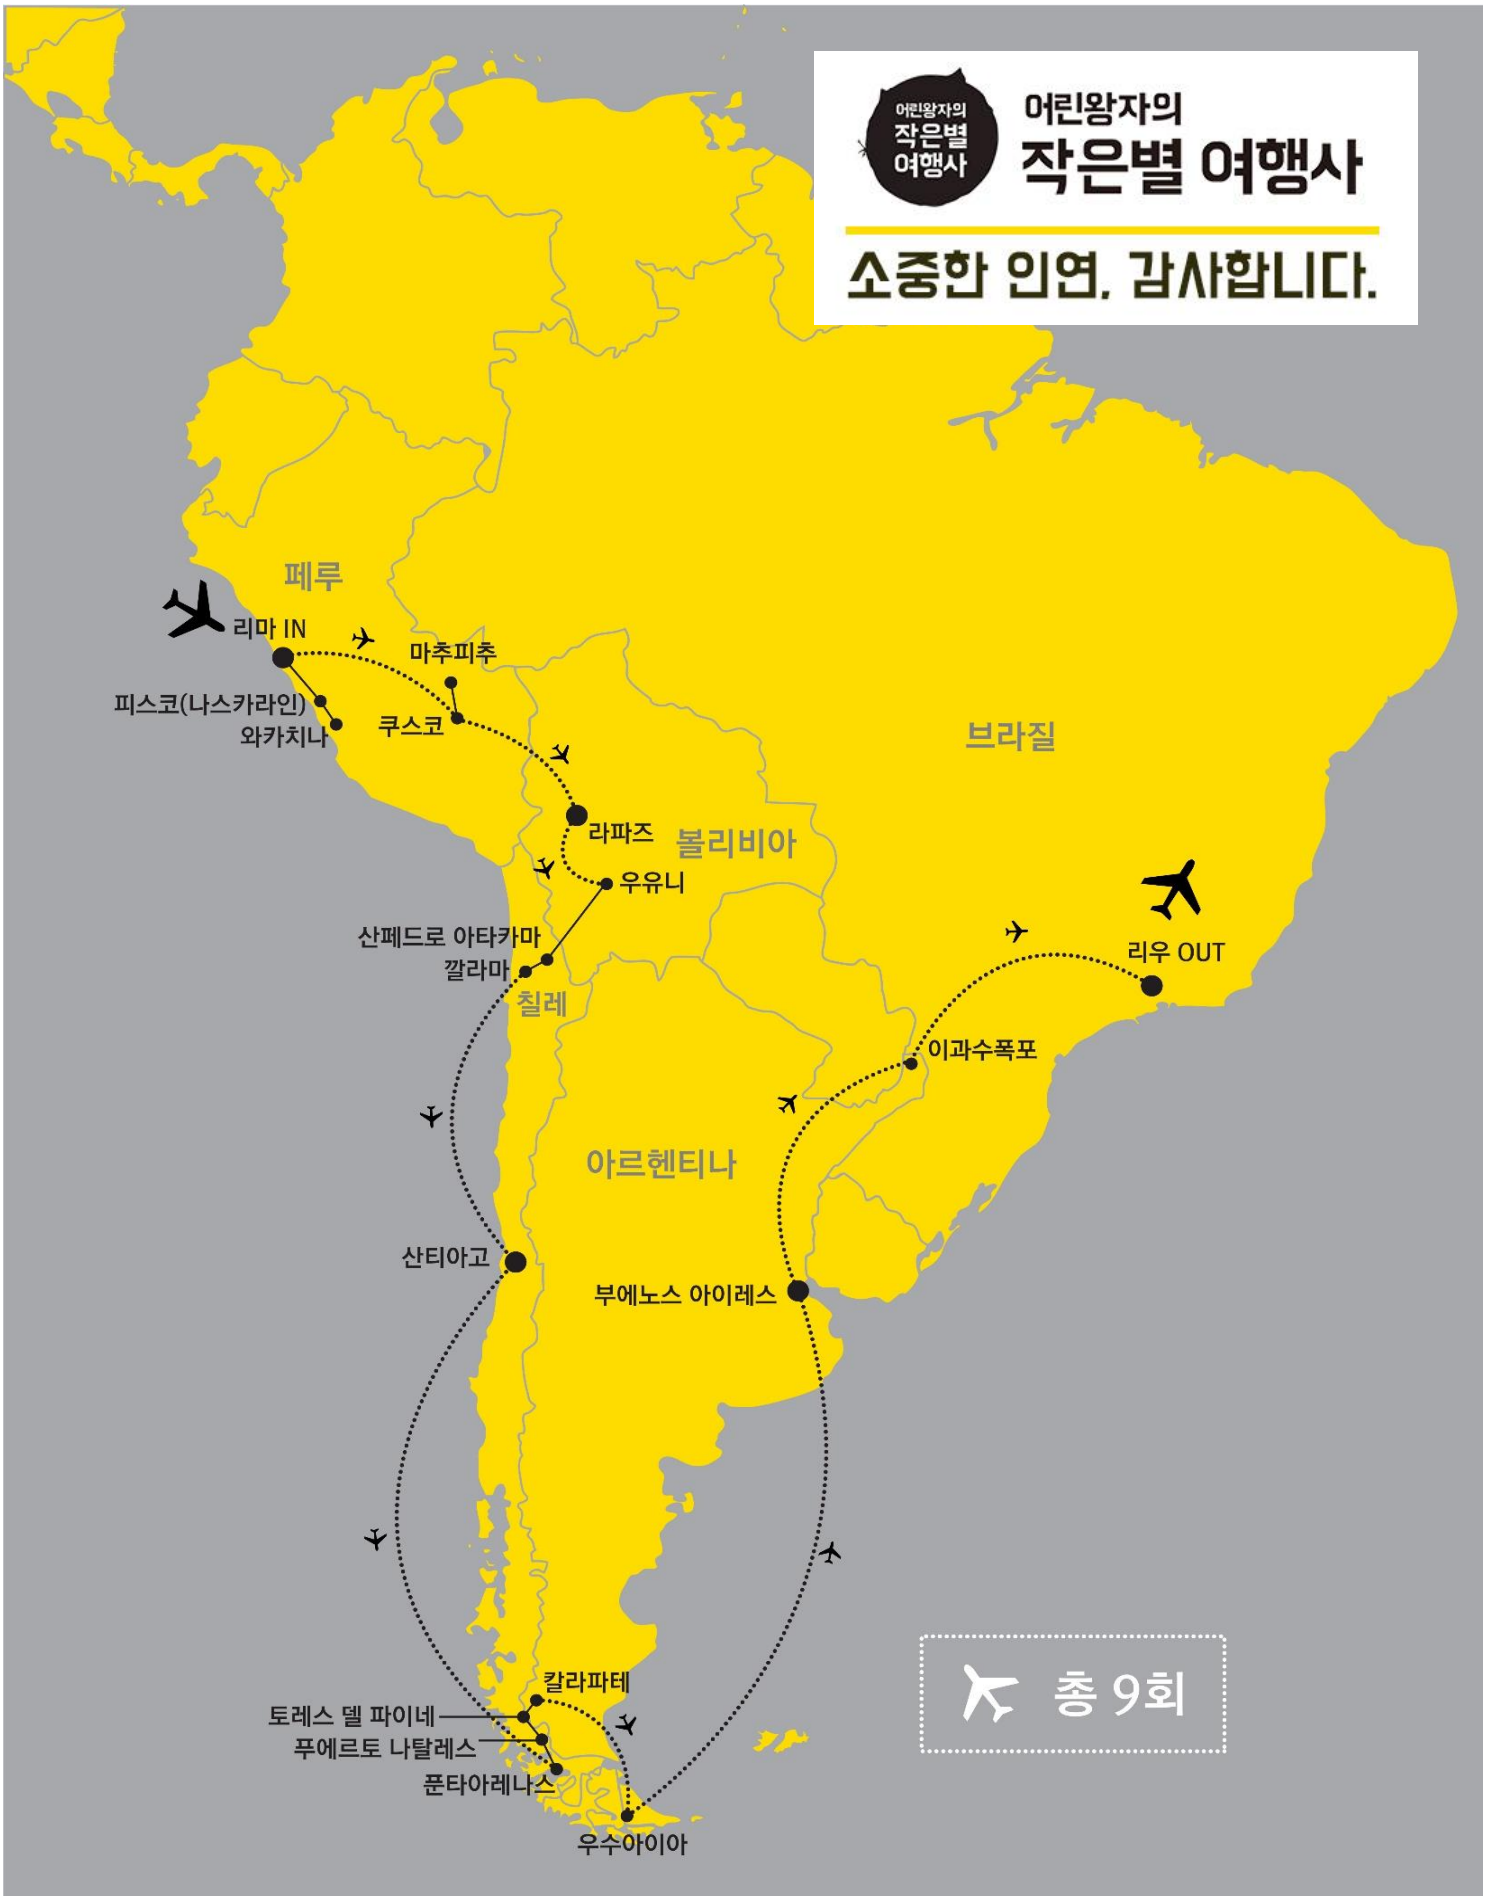 어린왕자의
작은별
여행사
어린왕자의
작은별 여행사
소중한 인연, 감사합니다.
페루
리마 IN
마추피추
피스코(나스카라인)
와카치나
쿠스코
브라질
라파즈
볼리비아
우유니
산페드로 아타카마
깔라마
칠레
리우 OUT
이과수폭포
아르헨티나
산티아고
부에노스 아이레스
칼라파테
토레스 델 파이네
푸에르토 나탈레스
푼타아레나스
우수아이아
총 9회